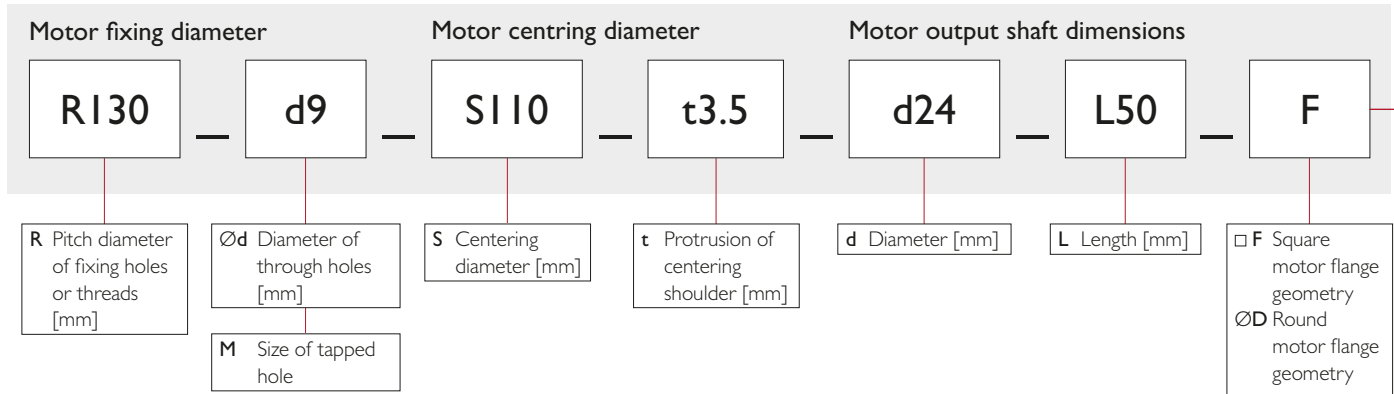 Motor fixing diameter
Motor centring diameter
Motor output shaft dimensions
R130 – d9 – S110 – t3.5 – d24 – L50 – F
R Pitch diameter
of fixing holes
or threads
[mm]
Ød Diameter of
through holes
[mm]
M Size of tapped
hole
S Centering
diameter [mm]
t Protrusion of
centering
shoulder [mm]
d Diameter [mm]
L Length [mm]
□ F Square
motor flange
geometry
ØD Round
motor flange
geometry